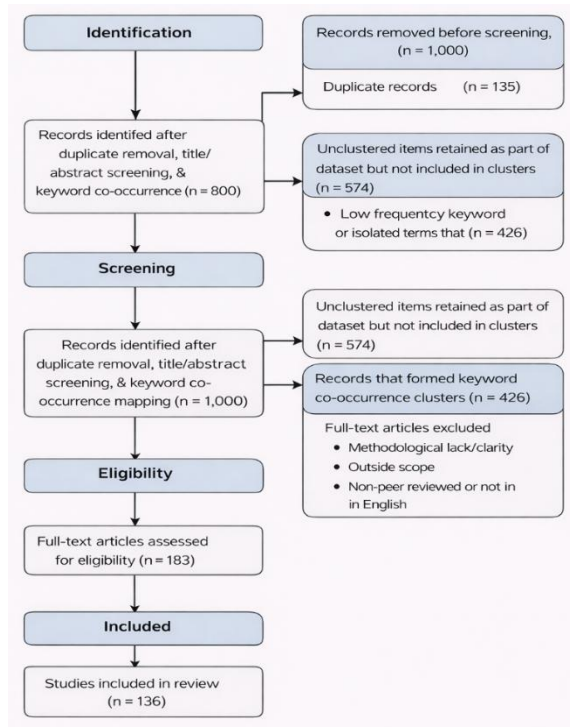 Identification
Records removed before screening,
(n = 1,000)
Duplicate records (n = 135)
Records identifed after
duplicate removal, title/
abstract screening, &
keyword co-occurrence (n = 800)
Unclustered items retained as part of
dataset but not included in clusters
(n = 574)
• Low frequentcy keyword
or isolated terms that (n = 426)
Screening
Unclustered items retained as part of
dataset but not included in clusters
(n = 574)
Records identified after
duplicate removal, title/abstract
screening, & keyword co-
occurrence mapping (n = 1,000)
Records that formed keyword
co-occurrence clusters (n = 426)
Full-text articles excluded
• Methodological lack/clarity
• Outside scope
• Non-peer reviewed or not in
in English
Eligibility
Full-text articles assessed
for eligibility (n = 183)
Included
Studies included in review
(n = 136)